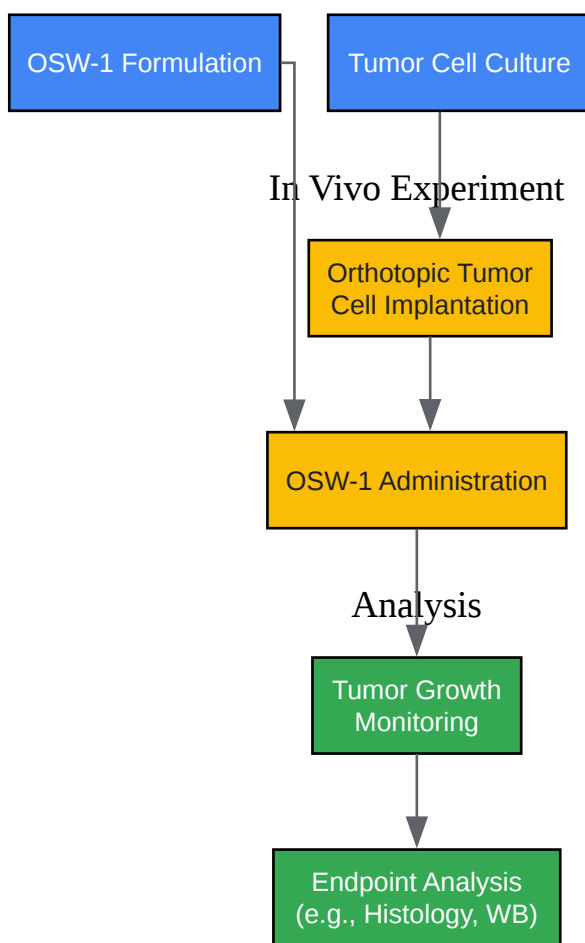 OSW-1 Formulation
Tumor Cell Culture
In Vivo Experiment
Orthotopic Tumor
Cell Implantation
OSW-1 Administration
Analysis
Tumor Growth
Monitoring
Endpoint Analysis
(e.g., Histology, WB)